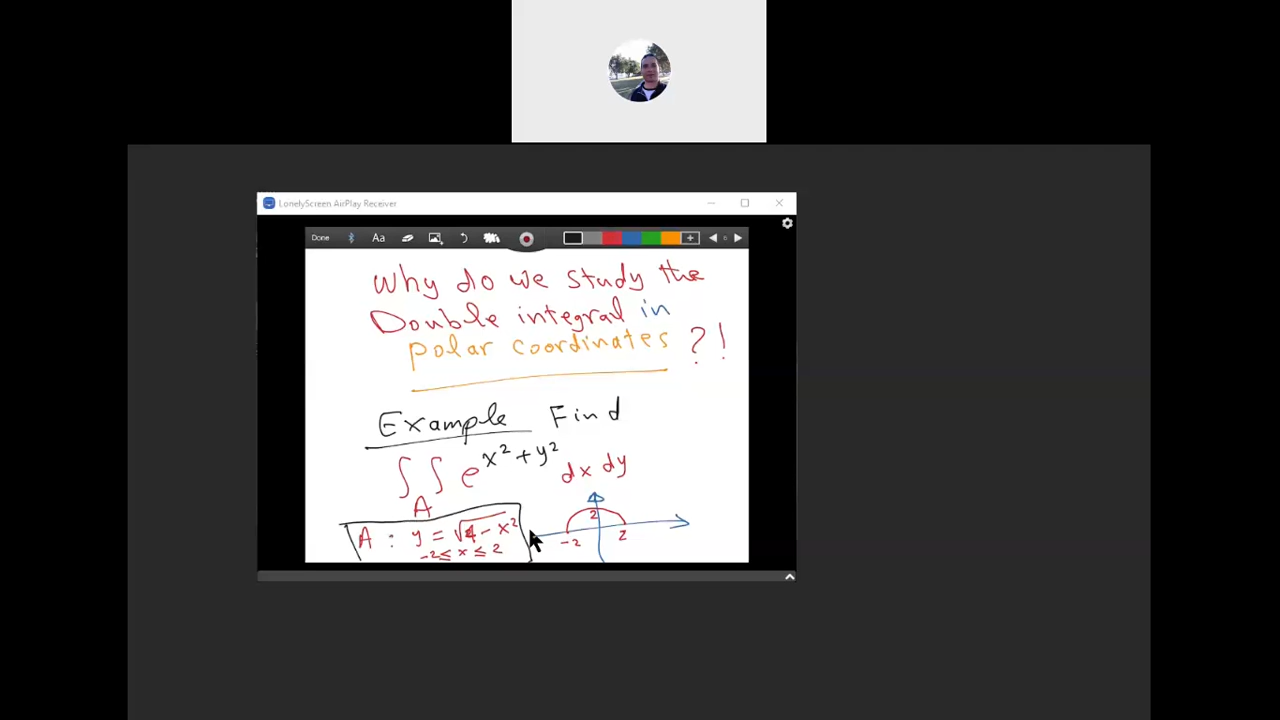 LonelyScreen AirPlay Receiver
Done Aa
Why do we study the
Double integral in
polar coordinates ?!
Example Find
∫∫ e^{x²+y²} dx dy
A
A : y = √4-x²
-2 ≤ x ≤ 2
2
-2 2